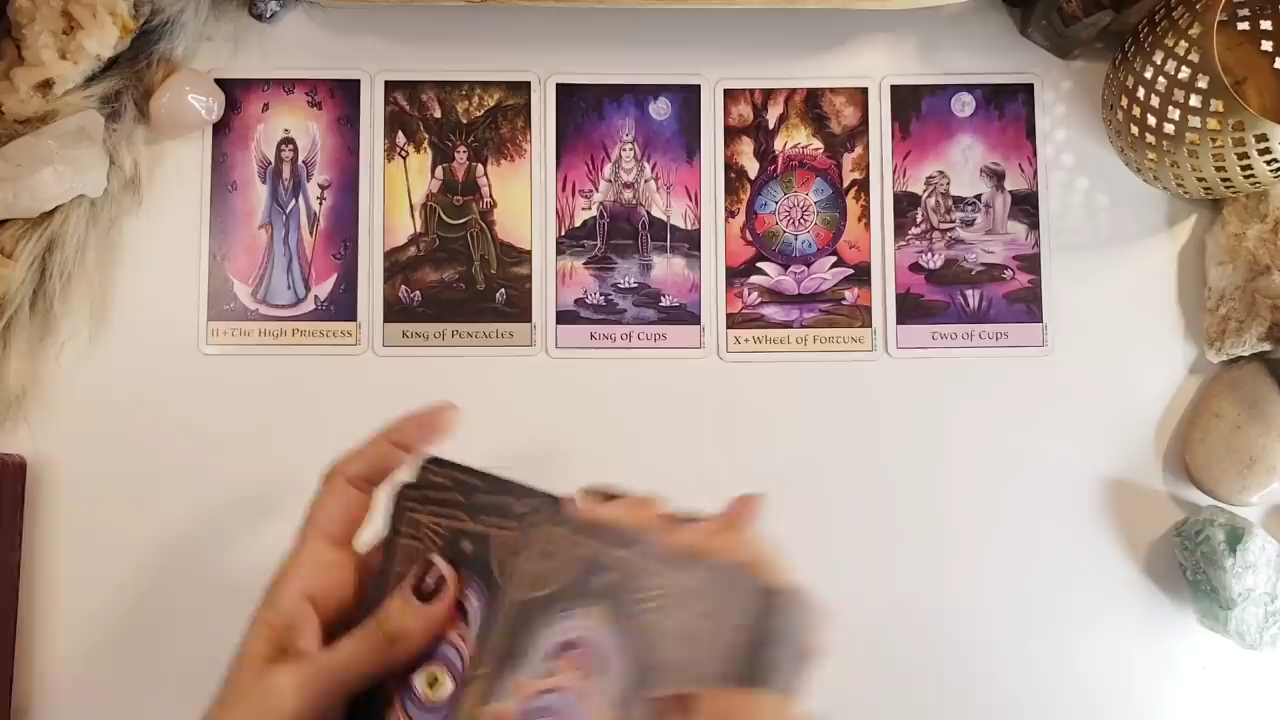 II+The High Priestess
King of Pentacles
King of Cups
X+Wheel of Fortune
Two of Cups